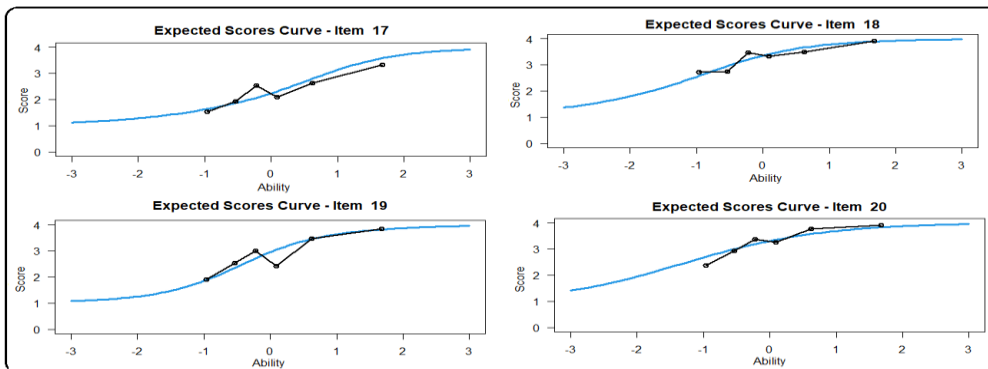 Expected Scores Curve - Item 17
Score
4
3
2
1
0
-3 -2 -1 0 1 2 3
Ability
Expected Scores Curve - Item 18
Score
4
3
2
1
0
-3 -2 -1 0 1 2 3
Ability
Expected Scores Curve - Item 19
Score
4
3
2
1
0
-3 -2 -1 0 1 2 3
Ability
Expected Scores Curve - Item 20
Score
4
3
2
1
0
-3 -2 -1 0 1 2 3
Ability